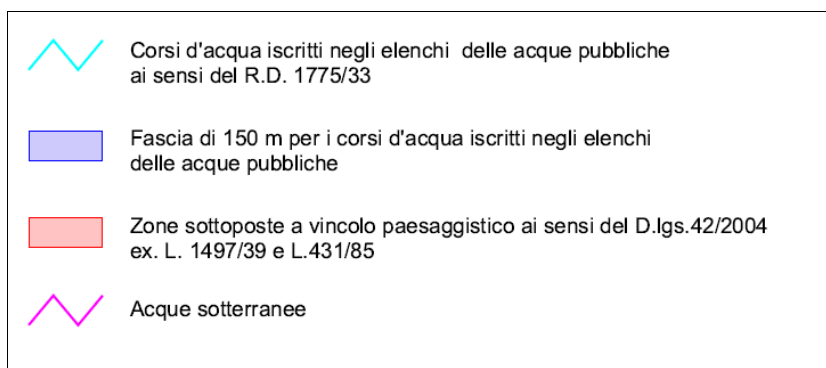 Corsi d'acqua iscritti negli elenchi delle acque pubbliche
ai sensi del R.D. 1775/33
Fascia di 150 m per i corsi d'acqua iscritti negli elenchi
delle acque pubbliche
Zone sottoposte a vincolo paesaggistico ai sensi del D.lgs.42/2004
ex. L. 1497/39 e L.431/85
Acque sotterranee